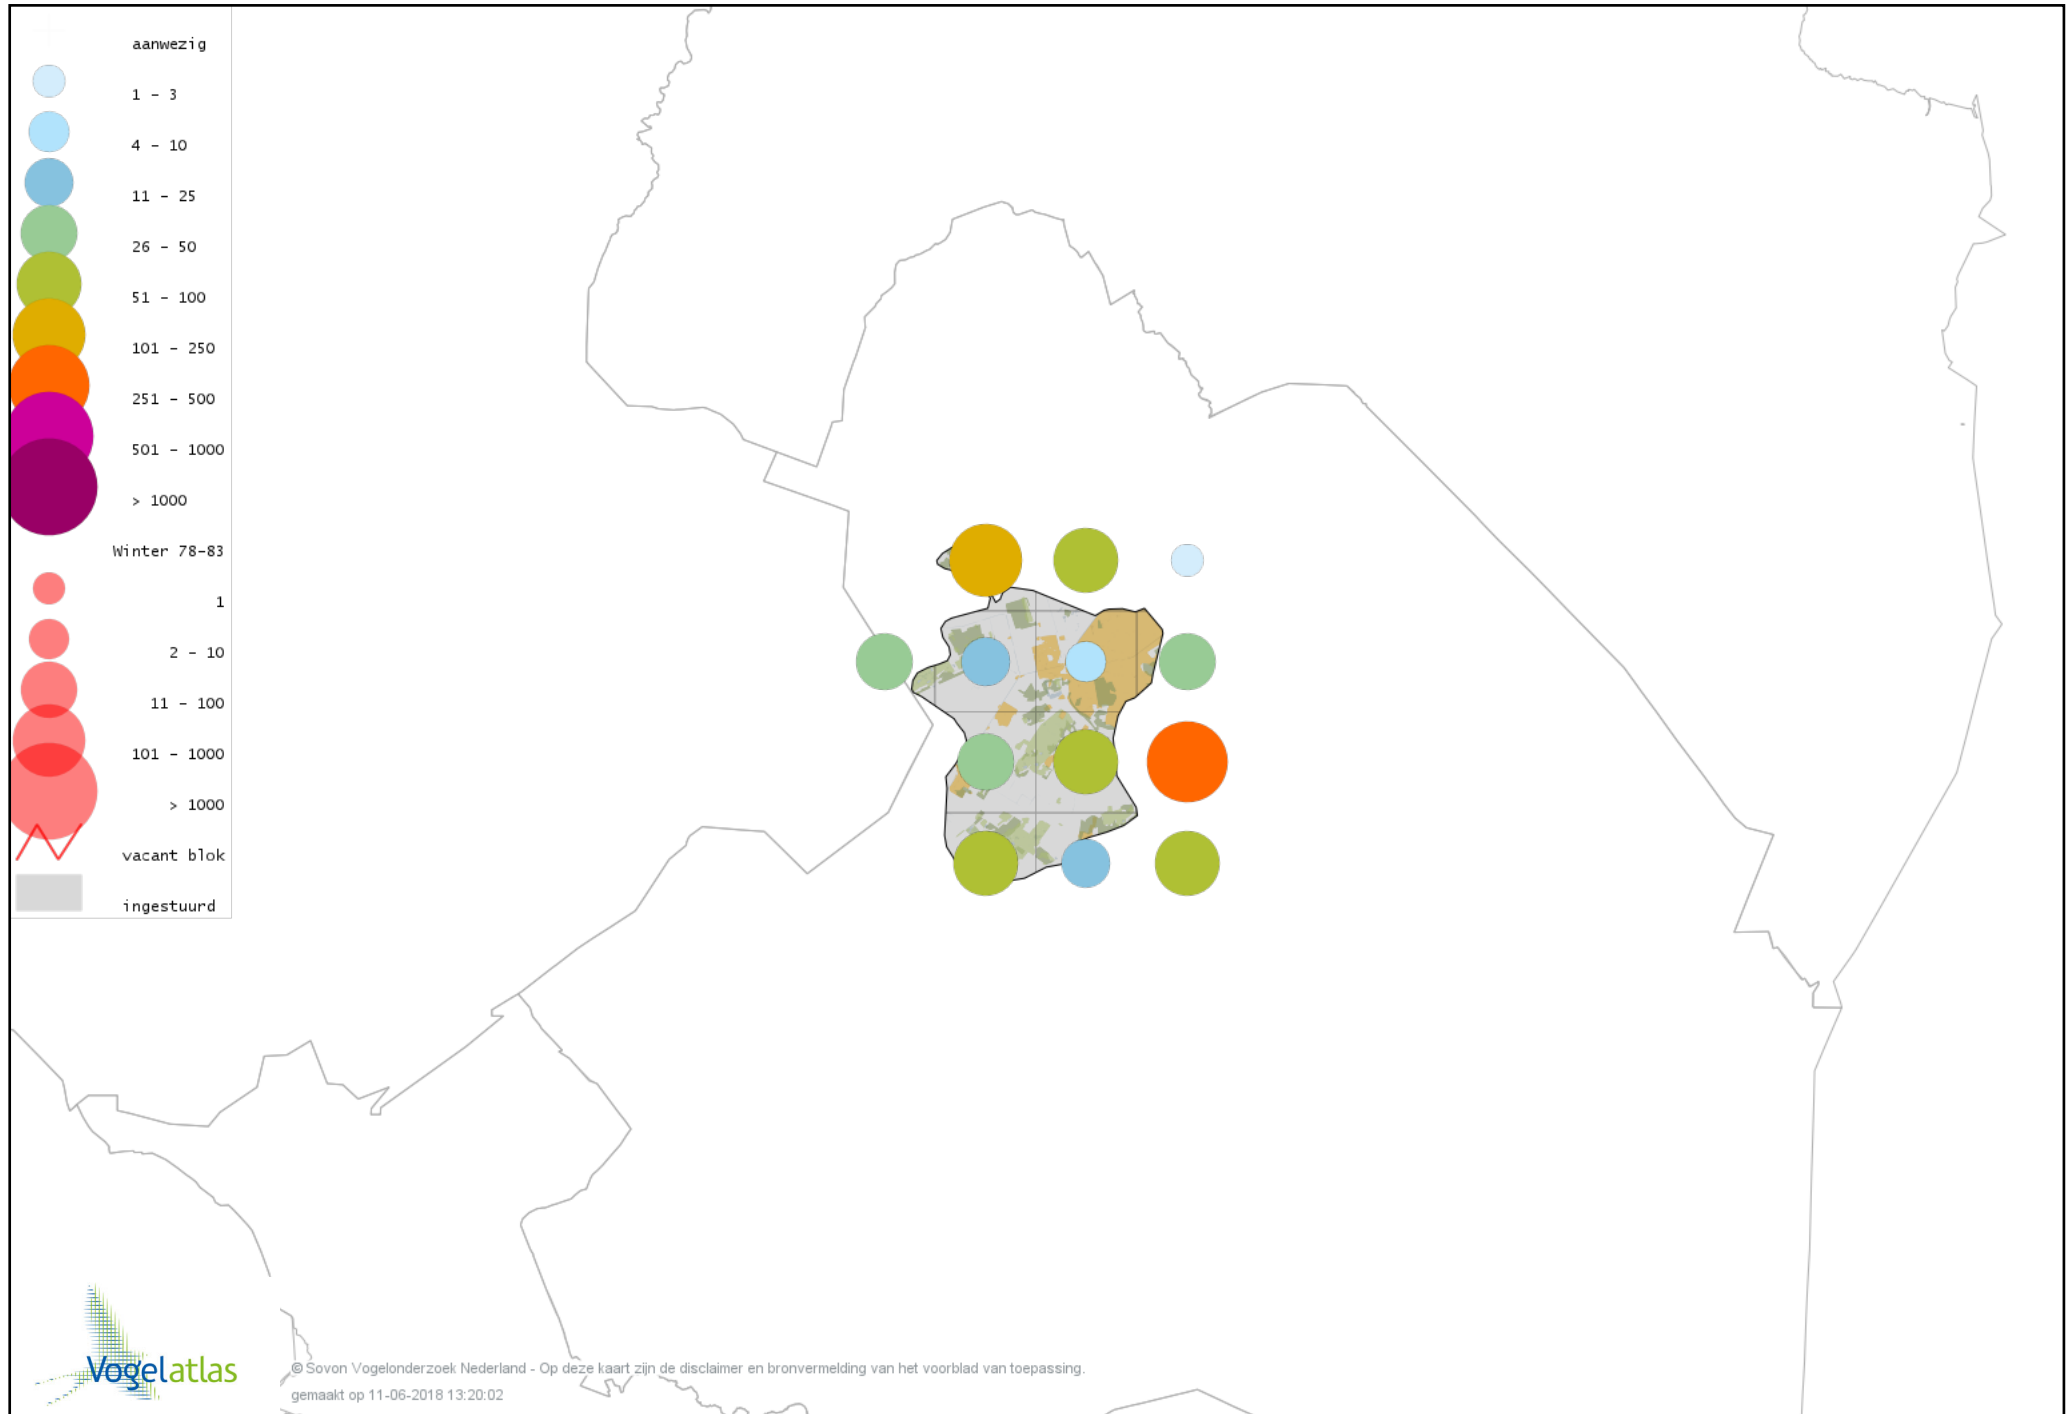 aanwezig
1 - 3
4 - 10
11 - 25
26 - 50
51 - 100
101 - 250
251 - 500
501 - 1000
> 1000
Winter 78-83
1
2 - 10
11 - 100
101 - 1000
> 1000
vacant blok
ingestuurd
Vogelatlas
© Sovon Vogelonderzoek Nederland - Op deze kaart zijn de disclaimer en bronvermelding van het voorblad van toepassing.
gemaakt op 11-06-2018 13:20:02